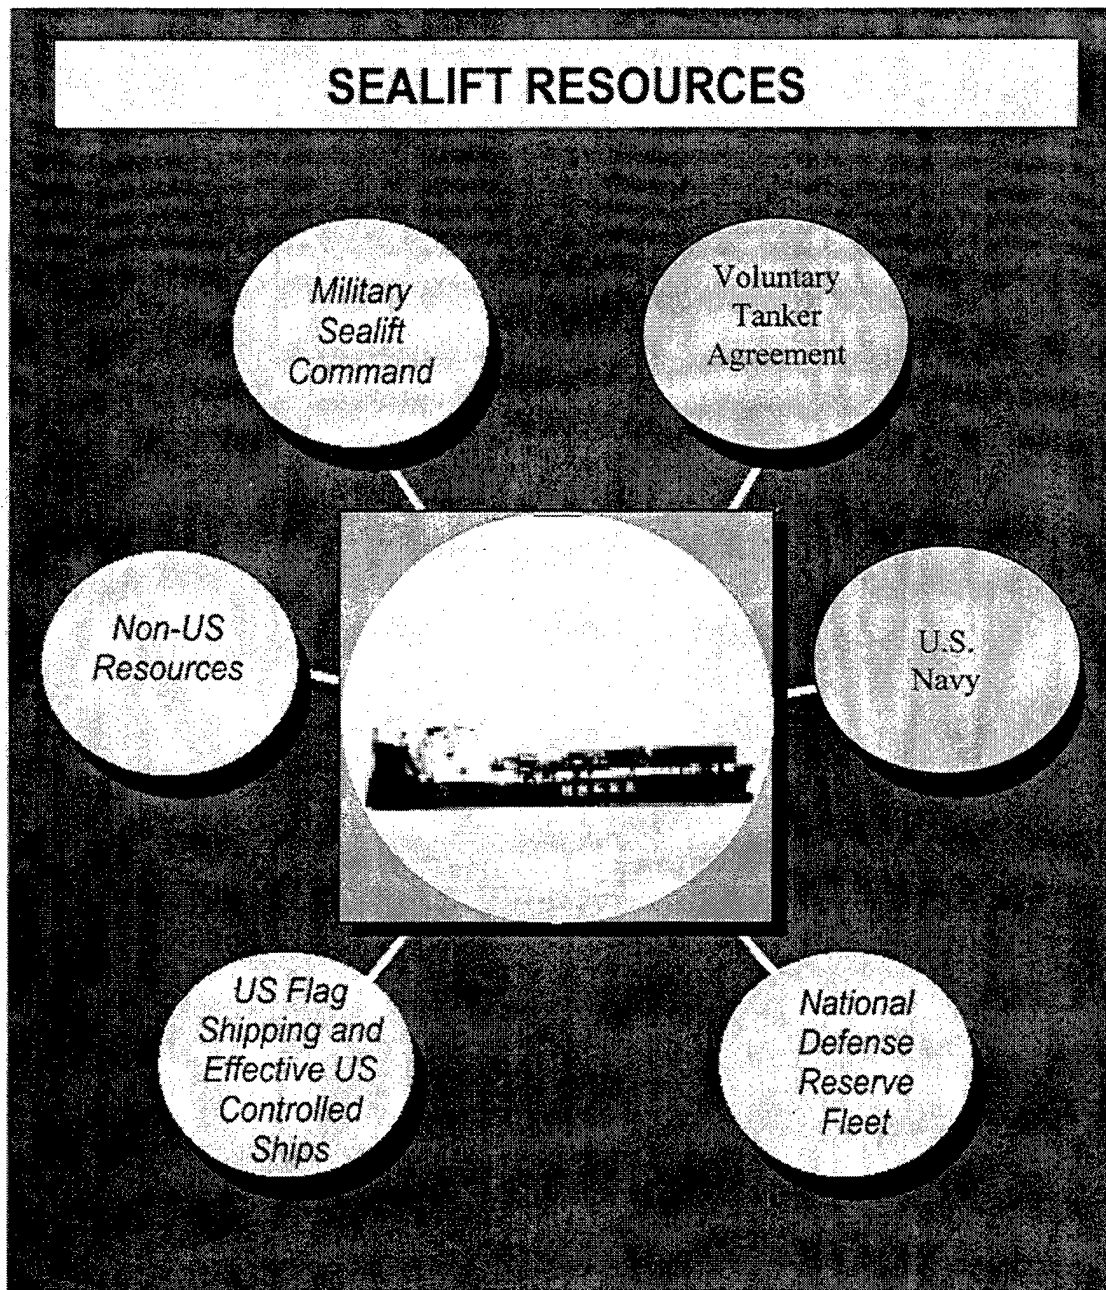 SEALIFT RESOURCES
Military
Sealift
Command
Voluntary
Tanker
Agreement
Non-US
Resources
U.S.
Navy
US Flag
Shipping and
Effective US
Controlled
Ships
National
Defense
Reserve
Fleet